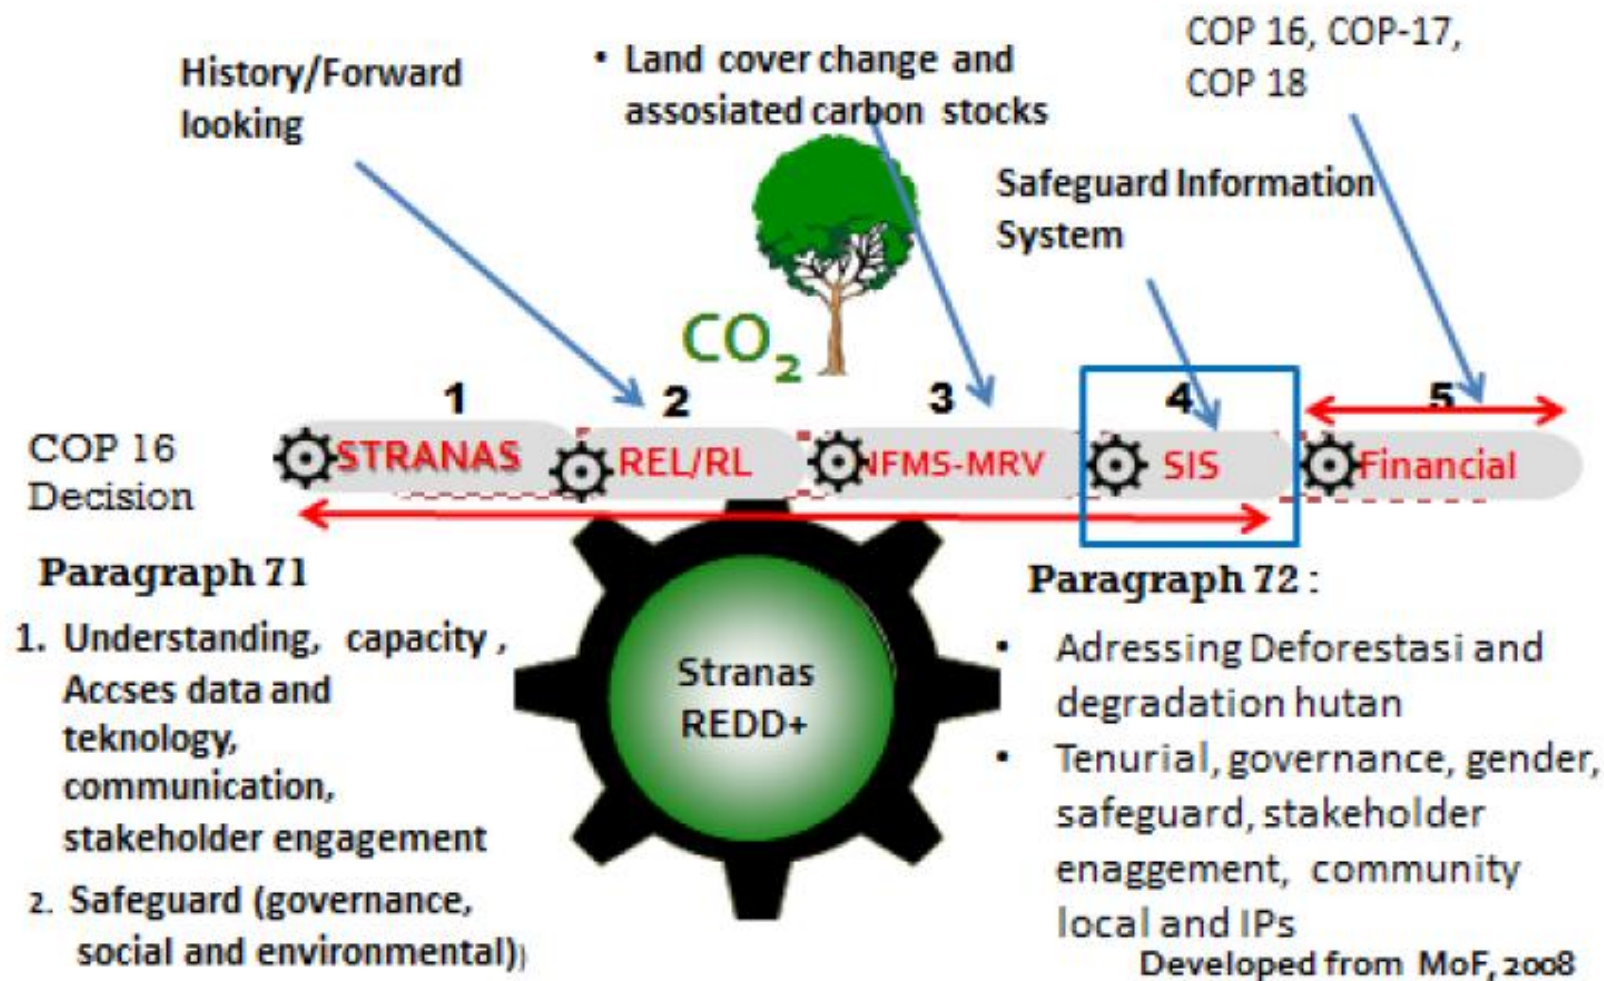 History/Forward
looking
• Land cover change and
assosiated carbon stocks
COP 16, COP-17,
COP 18
Safeguard Information
System
CO2
1
2
3
4
5
COP 16
Decision
STRANAS
REL/RL
NFMS-MRV
SIS
Financial
Paragraph 71
1. Understanding, capacity ,
Accses data and
teknology,
communication,
stakeholder engagement
2. Safeguard (governance,
social and environmental))
Stranas
REDD+
Paragraph 72 :
• Adressing Deforestasi and
degradation hutan
• Tenurial, governance, gender,
safeguard, stakeholder
enaggement, community
local and IPs
Developed from MoF, 2008